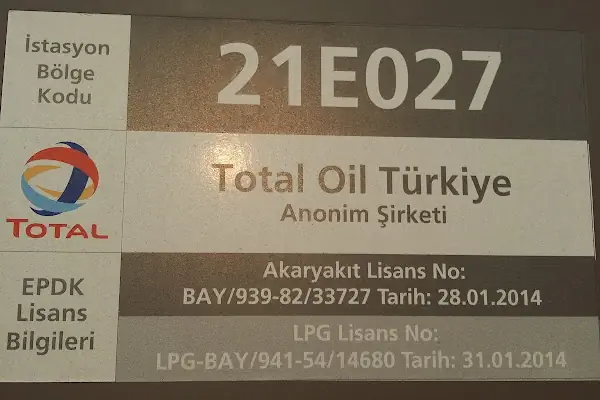 İstasyon
Bölge
Kodu
21E027
TOTAL
Total Oil Türkiye
Anonim Şirketi
EPDK
Lisans
Bilgileri
Akaryakıt Lisans No:
BAY/939-82/33727 Tarih: 28.01.2014
LPG Lisans No:
LPG-BAY/941-54/14680 Tarih: 31.01.2014